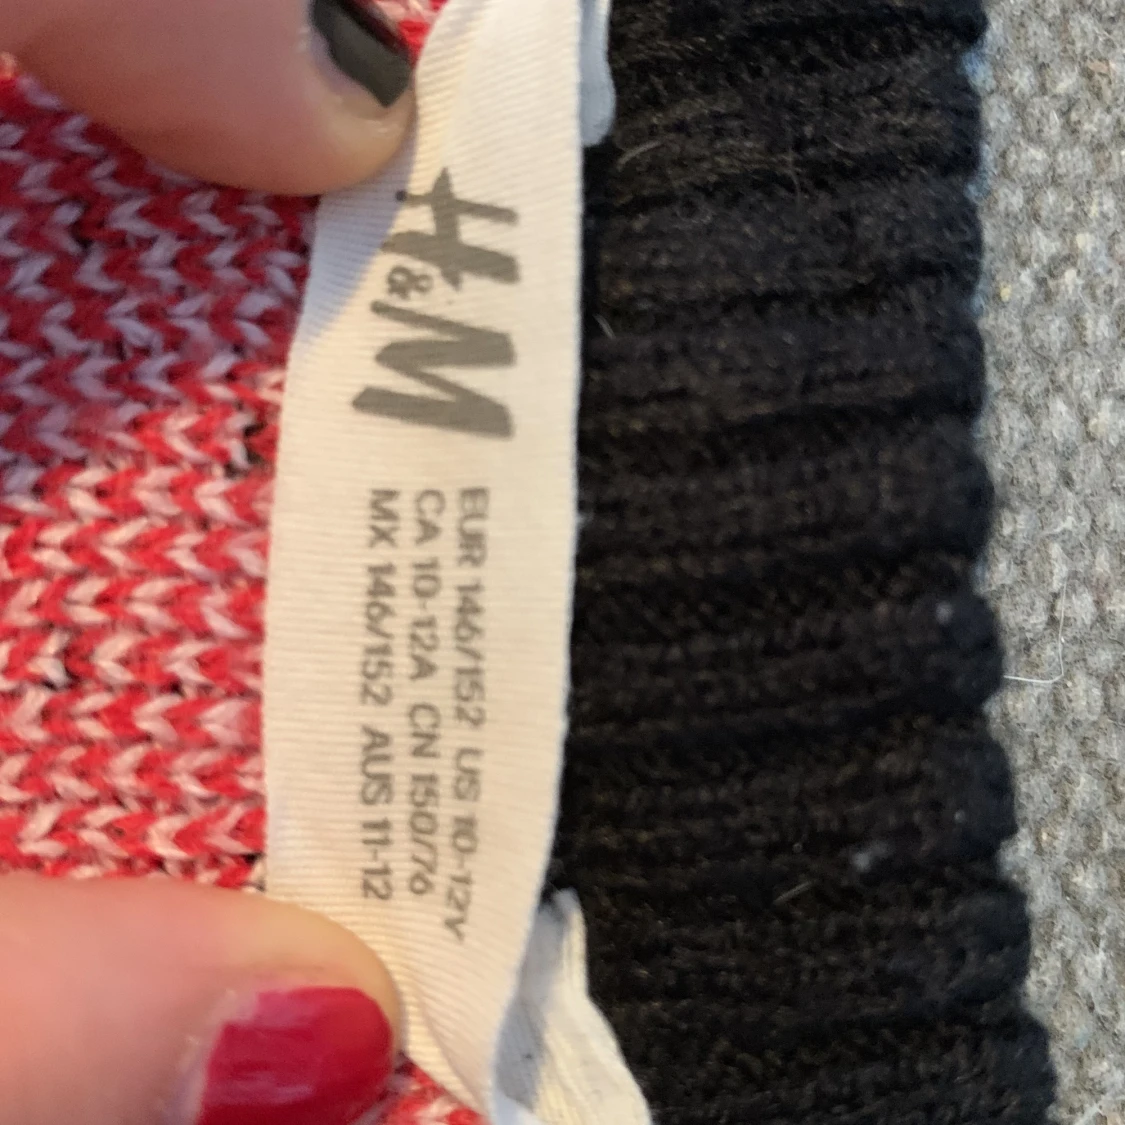 H&M
EUR 146/152 US 10-12Y
CA 10-12A CN 150/76
MX 146/152 AUS 11-12